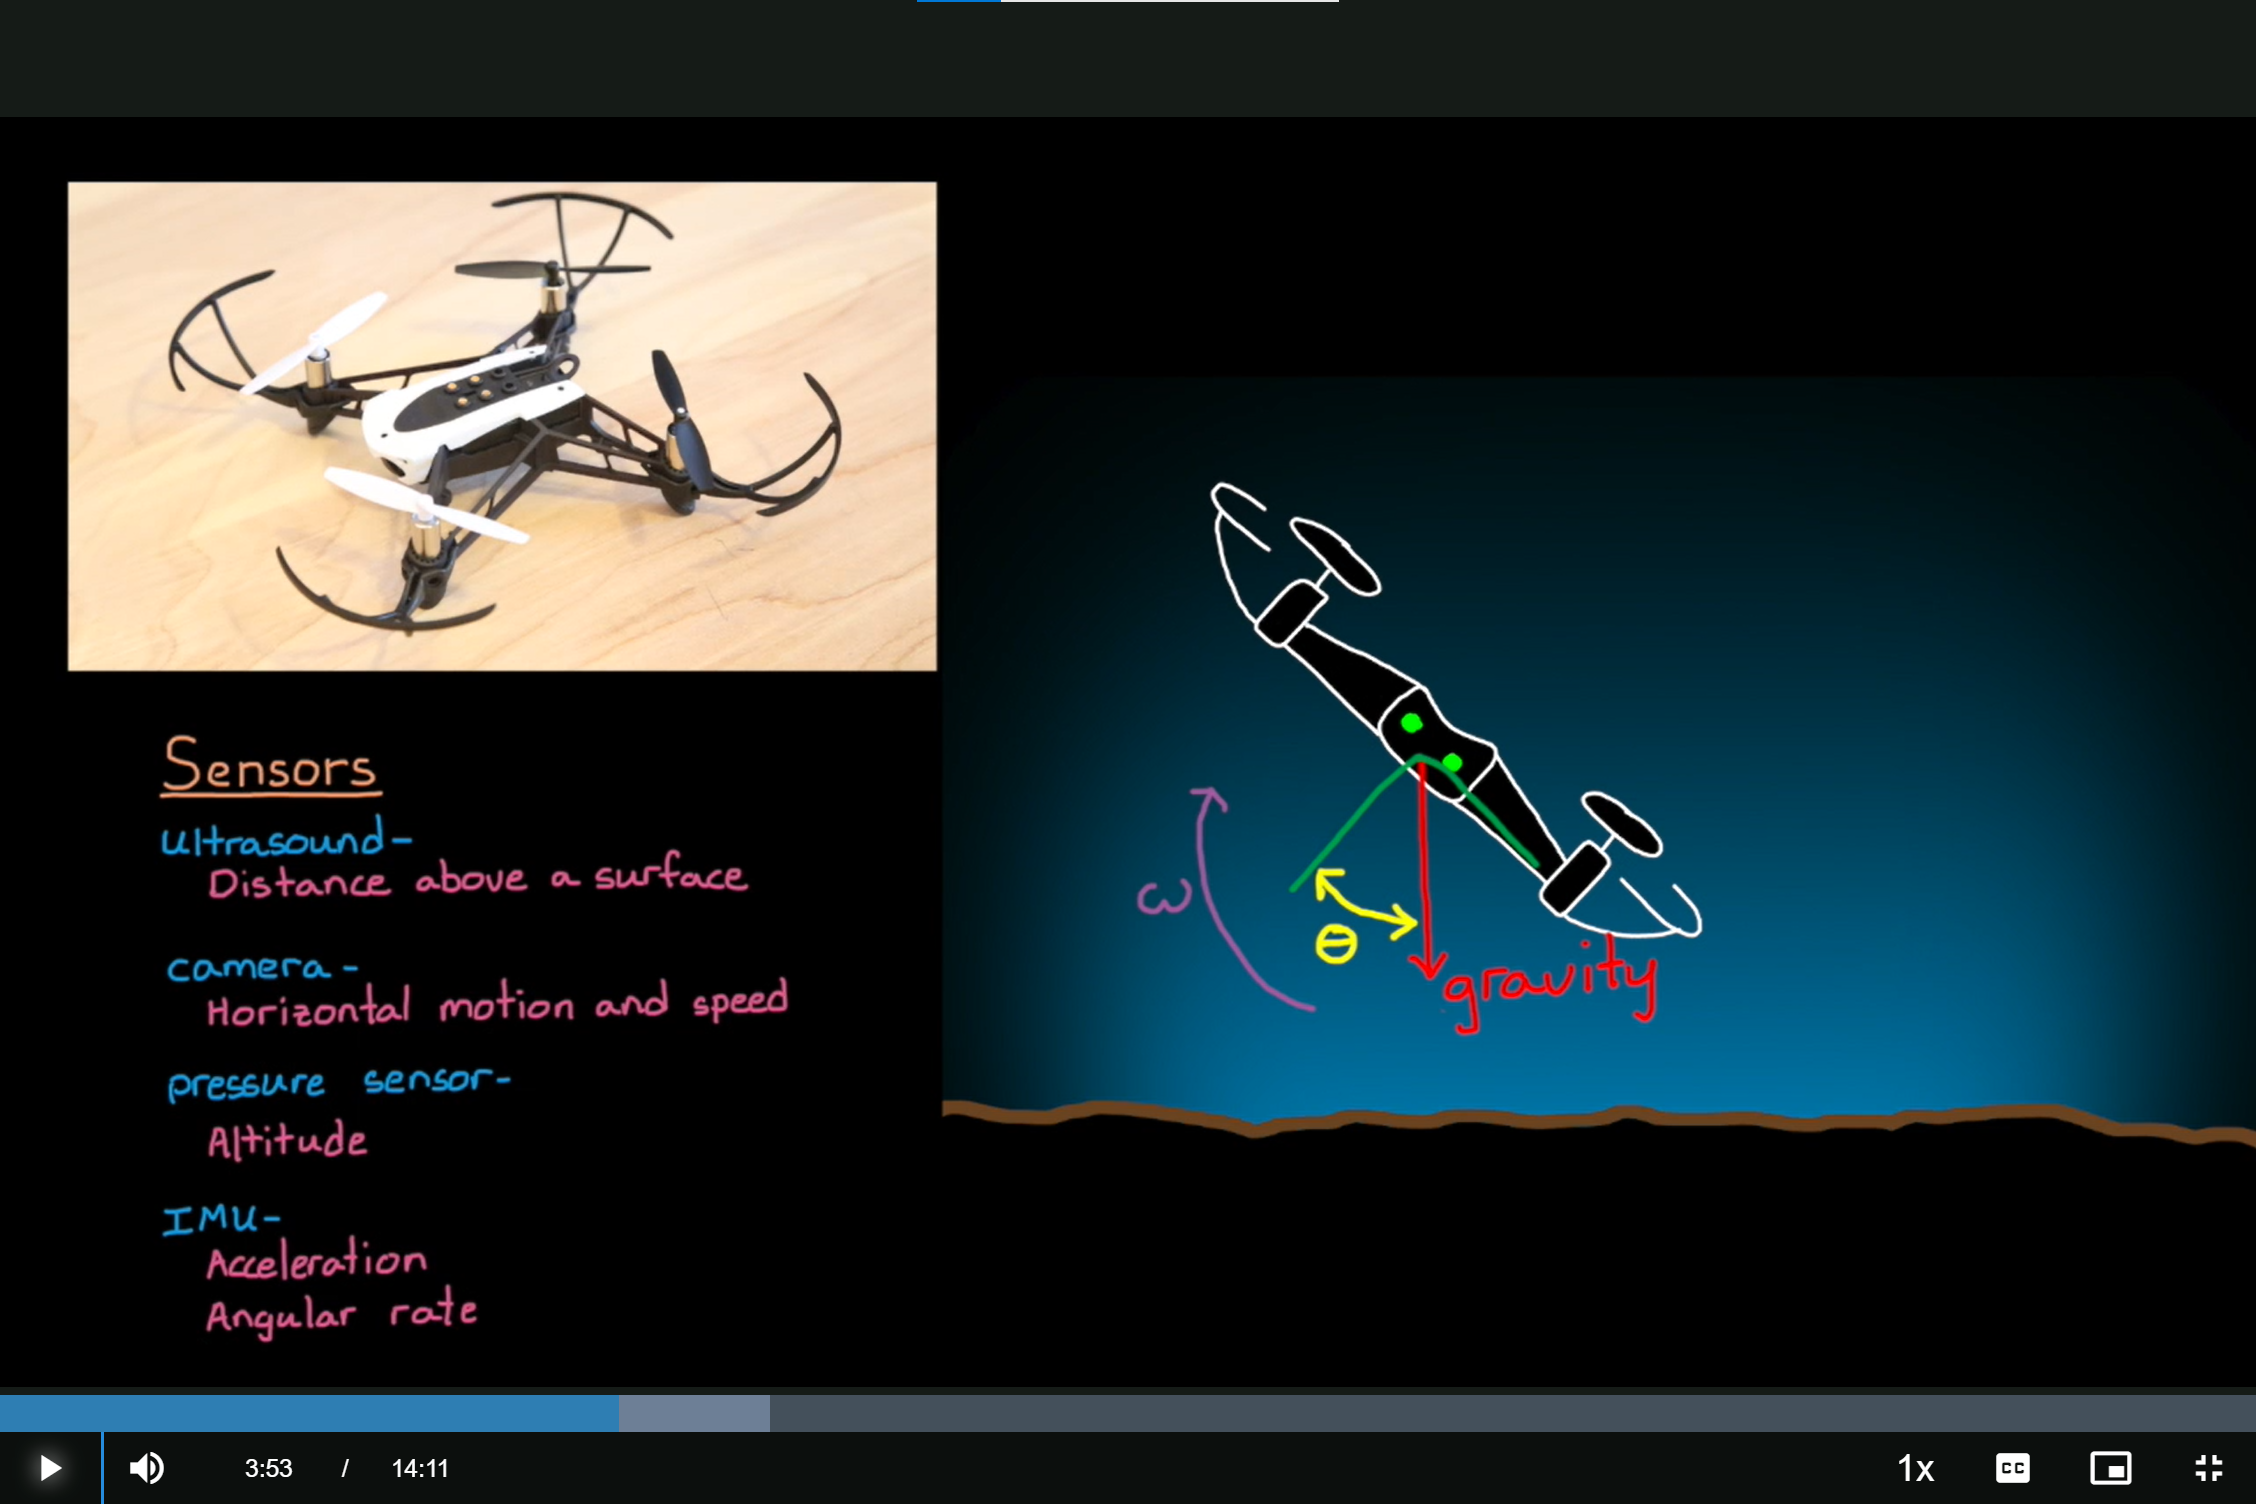 Sensors
ultrasound-
Distance above a surface
camera-
Horizontal motion and speed
pressure sensor-
Altitude
IMU-
Acceleration
Angular rate
ω
θ
gravity
3:53 / 14:11
1x
CC